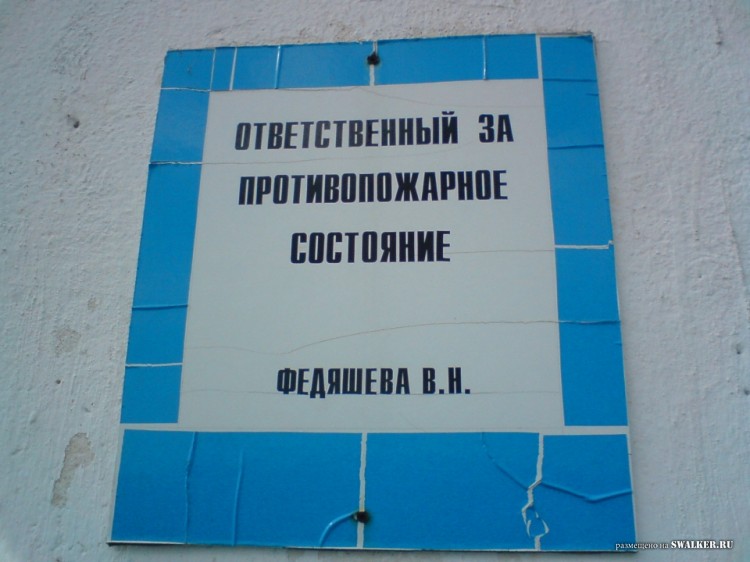 ОТВЕТСТВЕННЫЙ ЗА
ПРОТИВОПОЖАРНОЕ
СОСТОЯНИЕ
ФЕДЯШЕВА В.Н.
размещено на SWALKER.RU